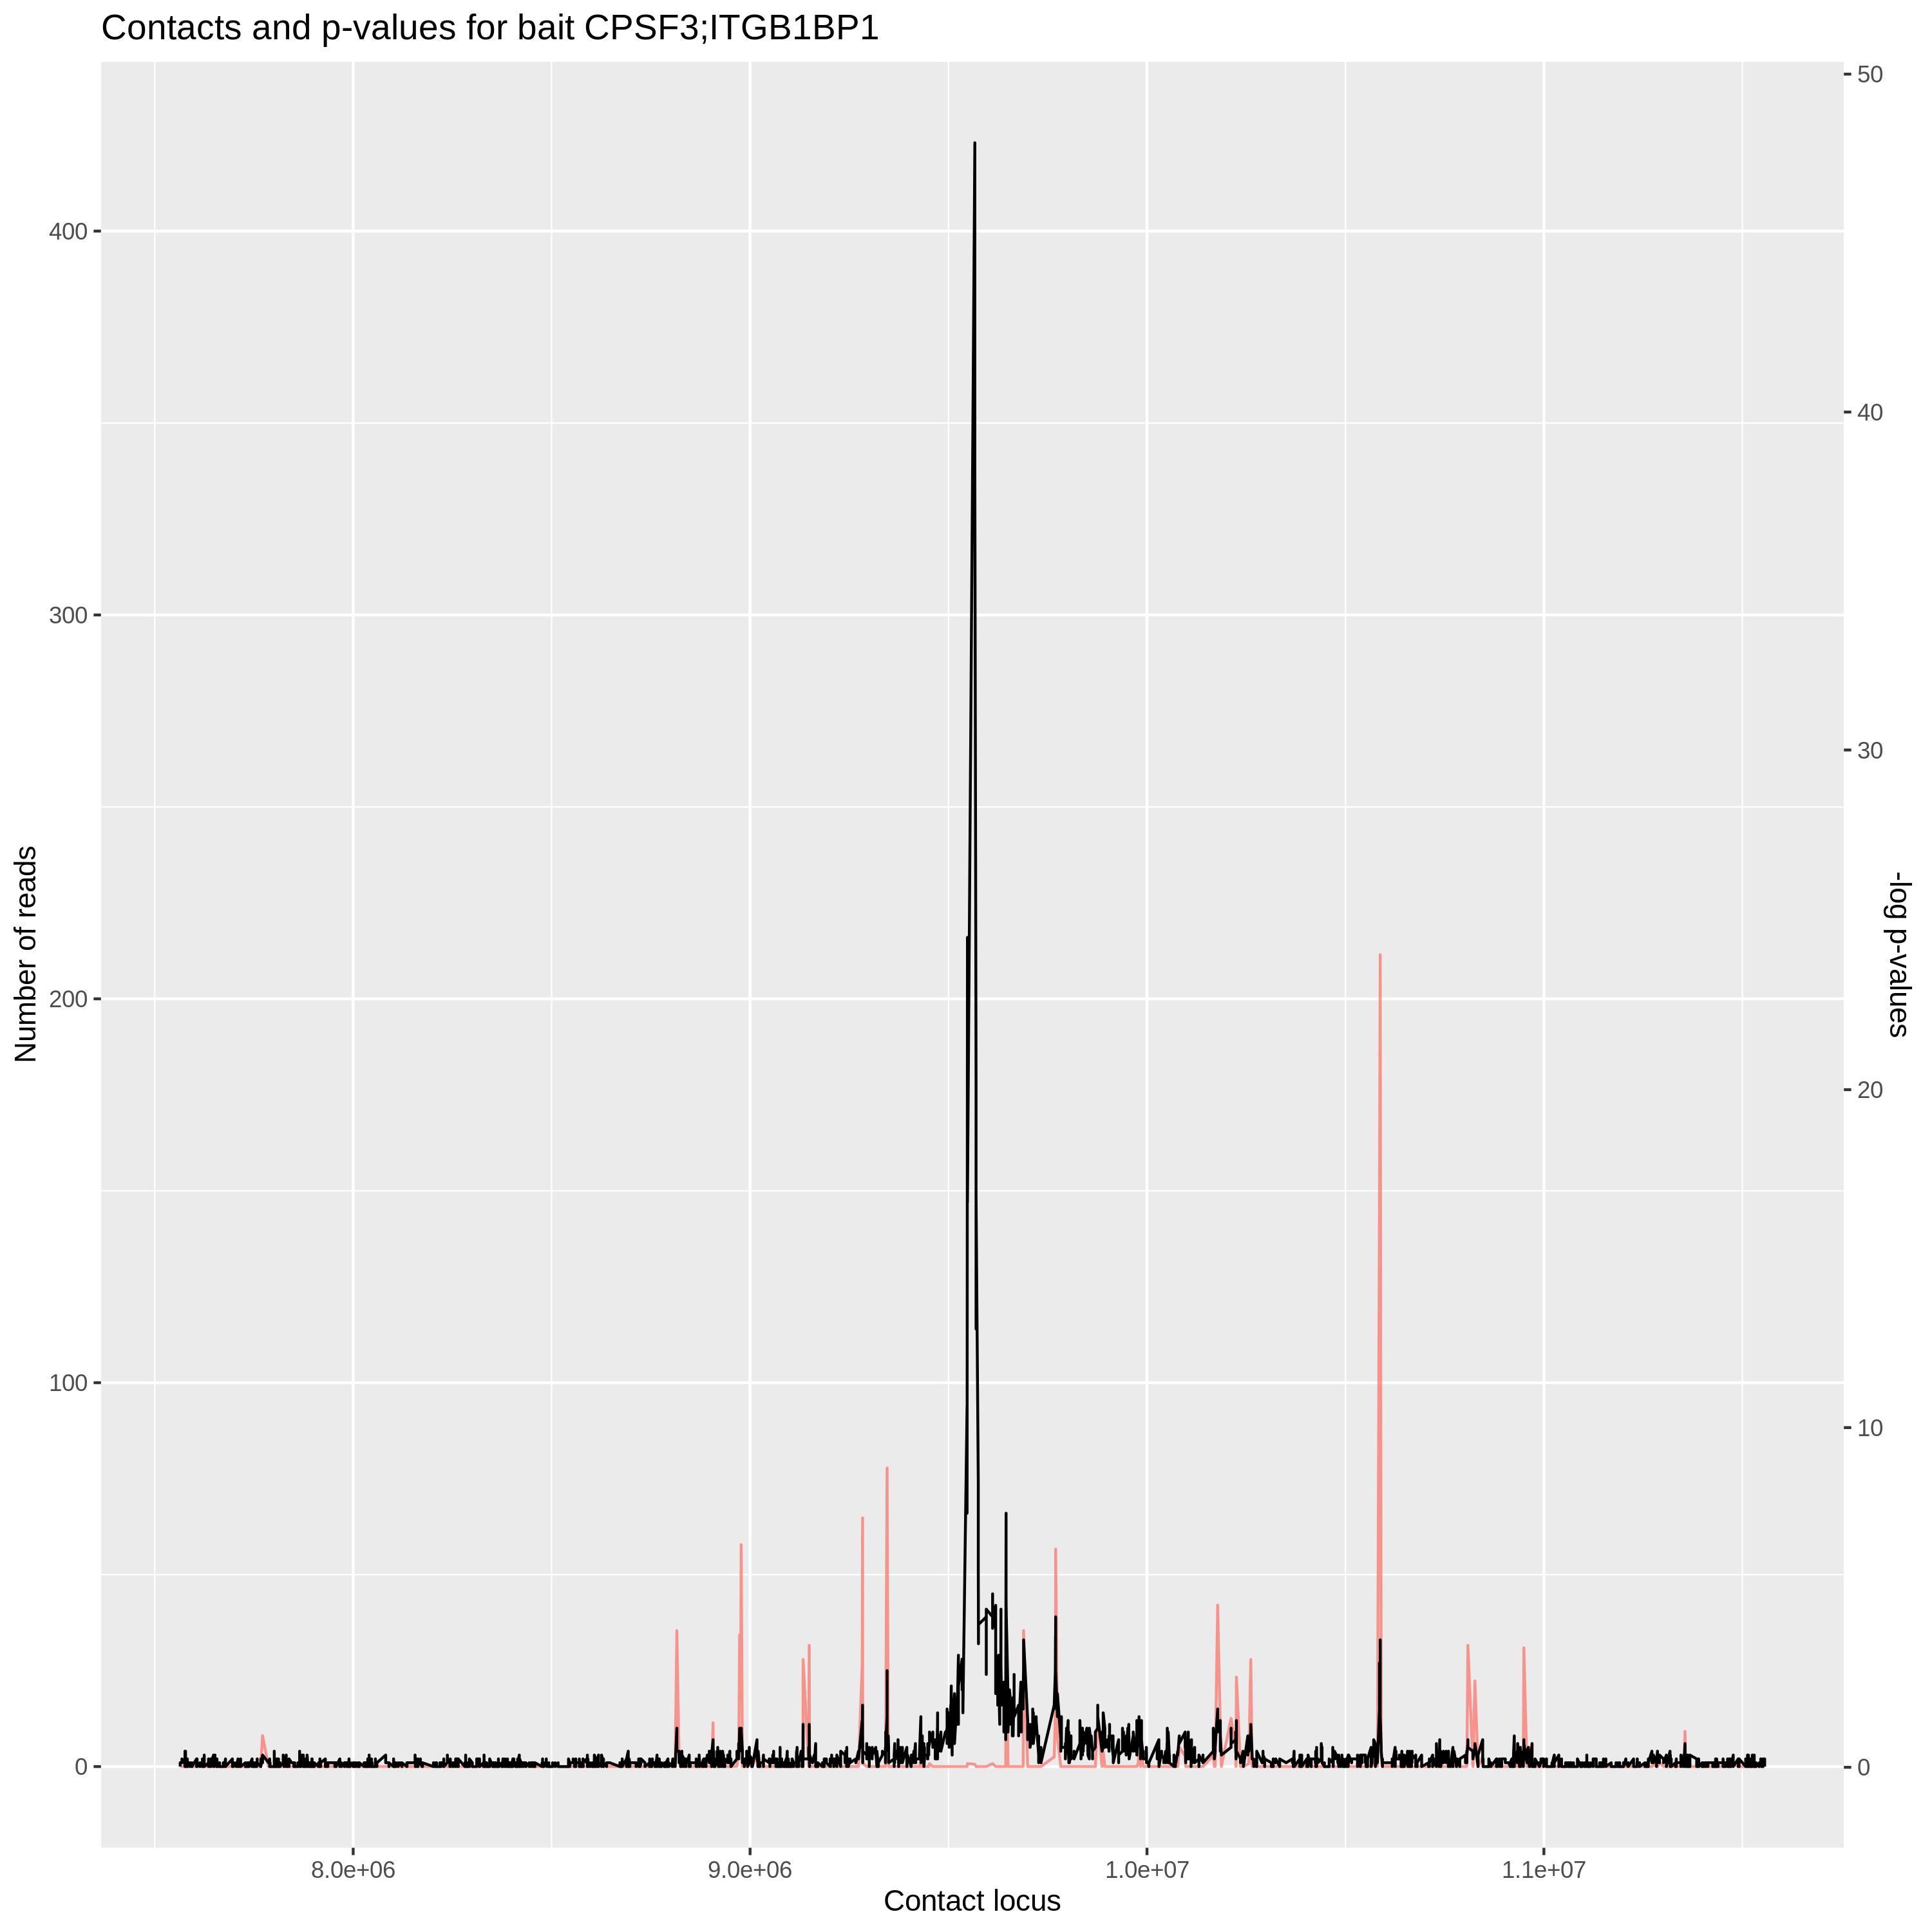 Contacts and p-values for bait CPSF3;ITGB1BP1
Number of reads
400
300
200
100
0
50
40
30
20
10
0
-log p-values
8.0e+06 9.0e+06 1.0e+07 1.1e+07
Contact locus